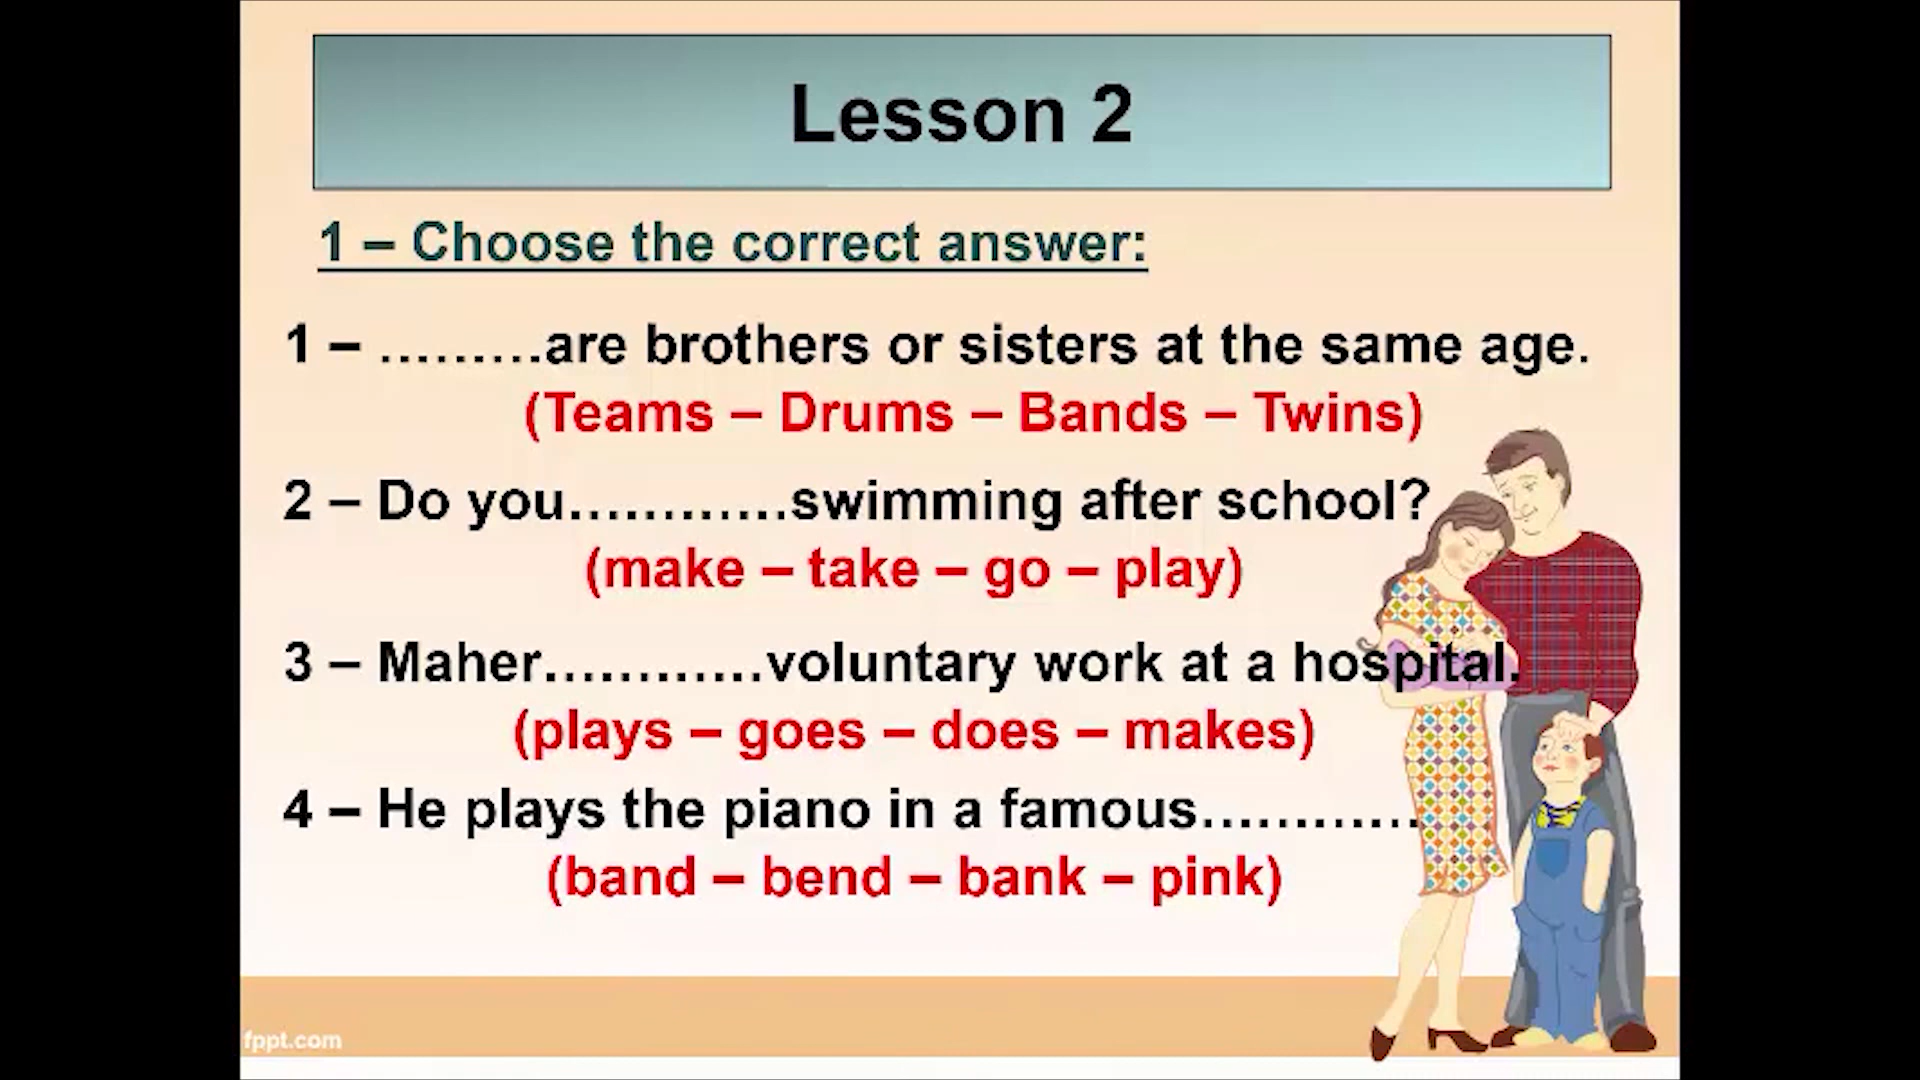 Lesson 2
1 – Choose the correct answer:
1 – .........are brothers or sisters at the same age.
(Teams – Drums – Bands – Twins)
2 – Do you............swimming after school?
(make – take – go – play)
3 – Maher............voluntary work at a hospital.
(plays – goes – does – makes)
4 – He plays the piano in a famous............
(band – bend – bank – pink)
fppt.com